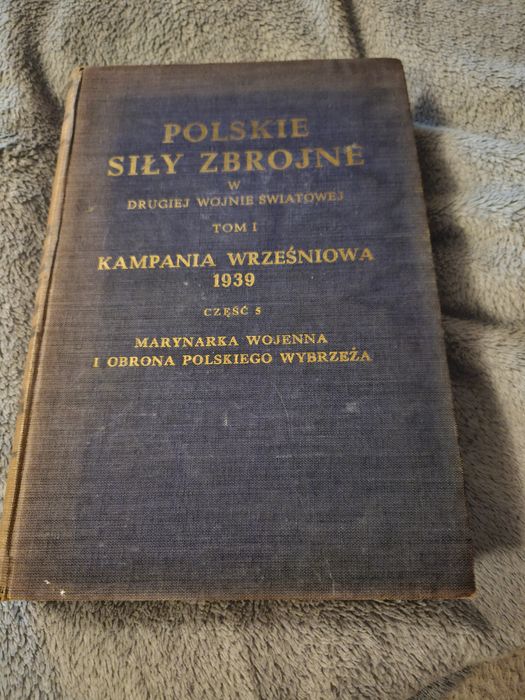 POLSKIE
SIŁY ZBROJNE
W
DRUGIEJ WOJNIE ŚWIATOWEJ
TOM I
KAMPANIA WRZEŚNIOWA
1939
CZĘŚĆ 5
MARYNARKA WOJENNA
I OBRONA POLSKIEGO WYBRZEŻA